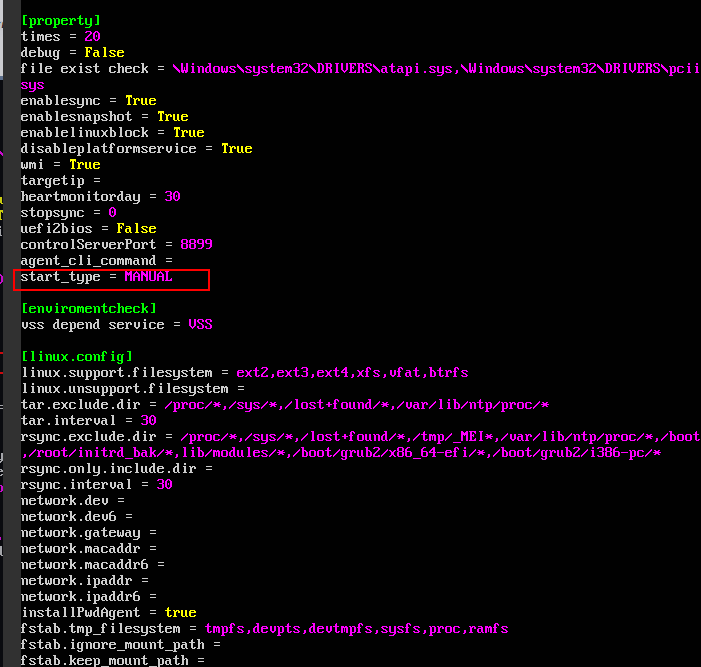 [property]
times = 20
debug = False
file exist check = \Windows\system32\DRIVERS\atapi.sys,\Windows\system32\DRIVERS\pcii
sys
enablesync = True
enablesnapshot = True
enablelinuxblock = True
disableplatformservice = True
wmi = True
targetip =
heartmonitorday = 30
stopsync = 0
uefi2bios = False
controlServerPort = 8899
agent_cli_command =
start_type = MANUAL
[enviromentcheck]
vss depend service = VSS
[linux.config]
linux.support.filesystem = ext2,ext3,ext4,xfs,vfat,btrfs
linux.unsupport.filesystem =
tar.exclude.dir = /proc/*,/sys/*,/lost+found/*,/var/lib/ntp/proc/*
tar.interval = 30
rsync.exclude.dir = /proc/*,/sys/*,/lost+found/*,/tmp/_MEI*,/var/lib/ntp/proc/*,/boot
,/root/initrd_bak/*,lib/modules/*,/boot/grub2/x86_64-efi/*,/boot/grub2/i386-pc/*
rsync.only.include.dir =
rsync.interval = 30
network.dev =
network.dev6 =
network.gateway =
network.macaddr =
network.macaddr6 =
network.ipaddr =
network.ipaddr6 =
installPwdAgent = true
fstab.tmp_filesystem = tmpfs,devpts,devtmpfs,sysfs,proc,ramfs
fstab.ignore_mount_path =
fstab.keep_mount_path =